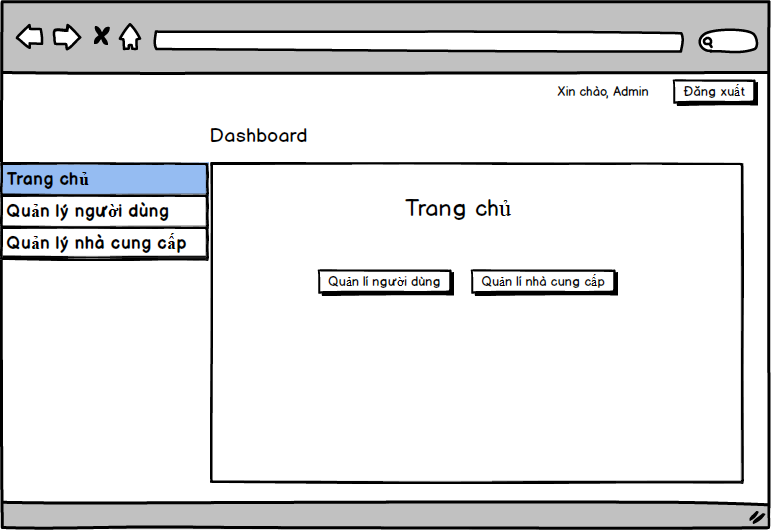 Xin chào, Admin
Đăng xuất
Dashboard
Trang chủ
Quản lý người dùng
Quản lý nhà cung cấp
Trang chủ
Quản lí người dùng
Quản lí nhà cung cấp